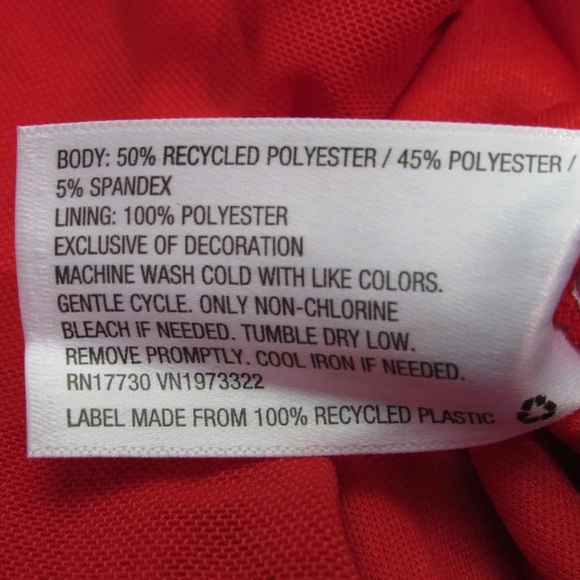 BODY: 50% RECYCLED POLYESTER / 45% POLYESTER /
5% SPANDEX
LINING: 100% POLYESTER
EXCLUSIVE OF DECORATION
MACHINE WASH COLD WITH LIKE COLORS.
GENTLE CYCLE. ONLY NON-CHLORINE
BLEACH IF NEEDED. TUMBLE DRY LOW.
REMOVE PROMPTLY. COOL IRON IF NEEDED.
RN17730 VN1973322
LABEL MADE FROM 100% RECYCLED PLASTIC